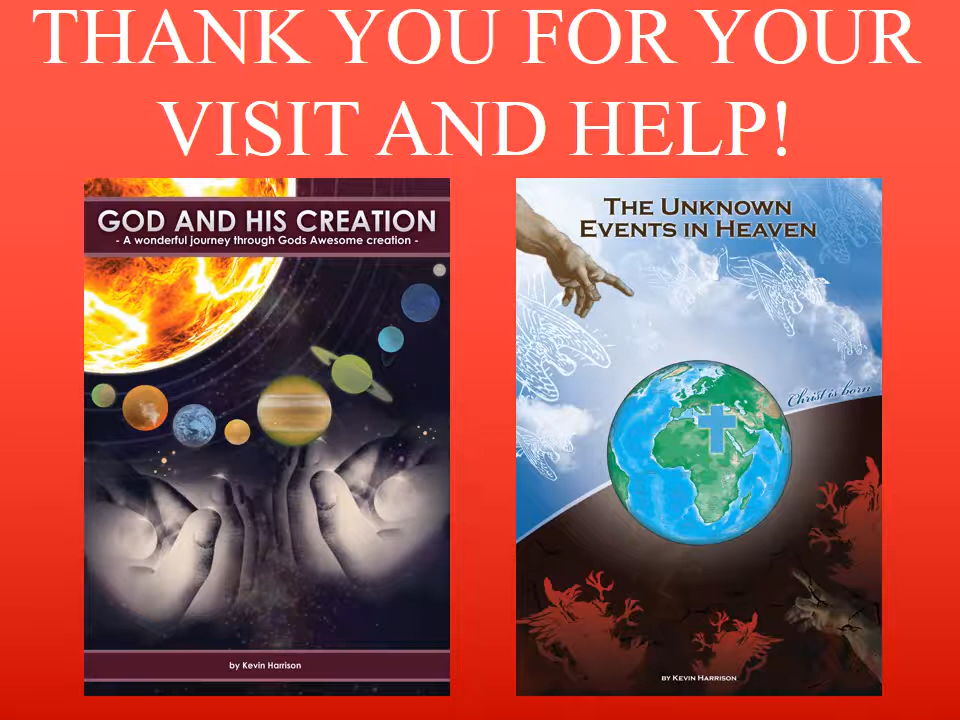 THANK YOU FOR YOUR
VISIT AND HELP!
GOD AND HIS CREATION
- A wonderful journey through Gods Awesome creation -
by Kevin Harrison
THE UNKNOWN
EVENTS IN HEAVEN
Christ is born
BY KEVIN HARRISON